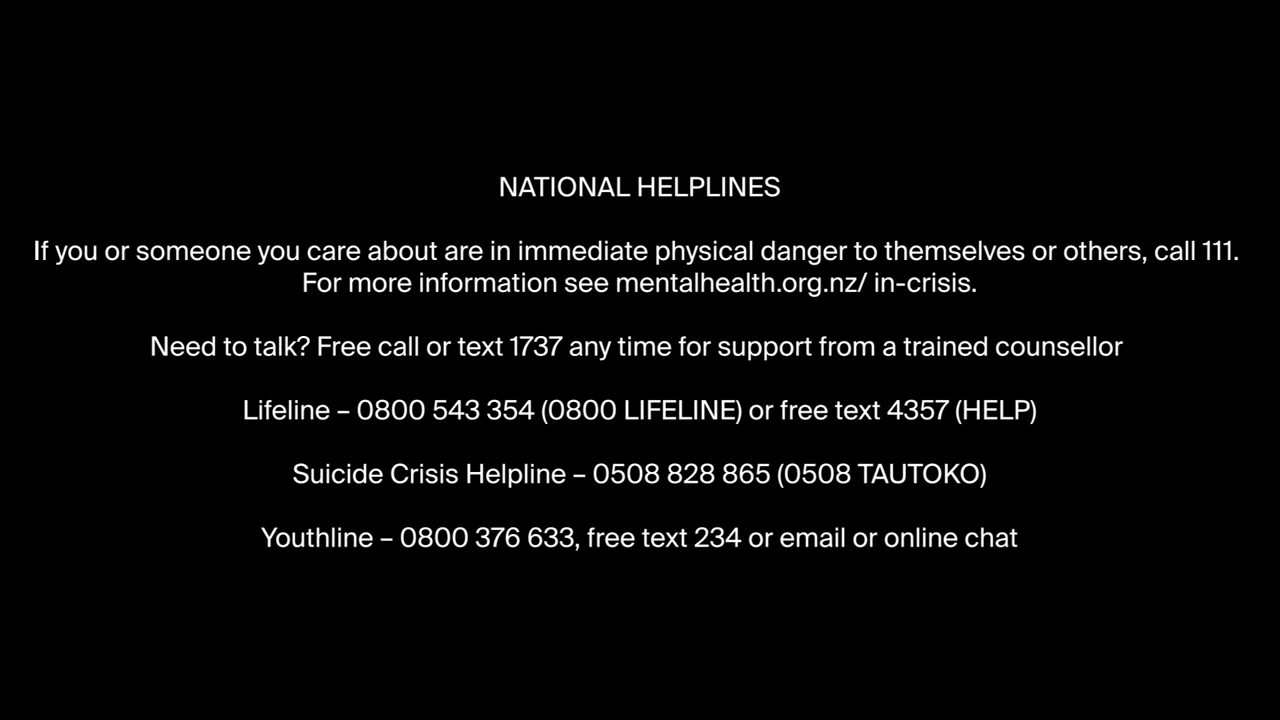 NATIONAL HELPLINES
If you or someone you care about are in immediate physical danger to themselves or others, call 111.
For more information see mentalhealth.org.nz/ in-crisis.
Need to talk? Free call or text 1737 any time for support from a trained counsellor
Lifeline – 0800 543 354 (0800 LIFELINE) or free text 4357 (HELP)
Suicide Crisis Helpline – 0508 828 865 (0508 TAUTOKO)
Youthline – 0800 376 633, free text 234 or email or online chat